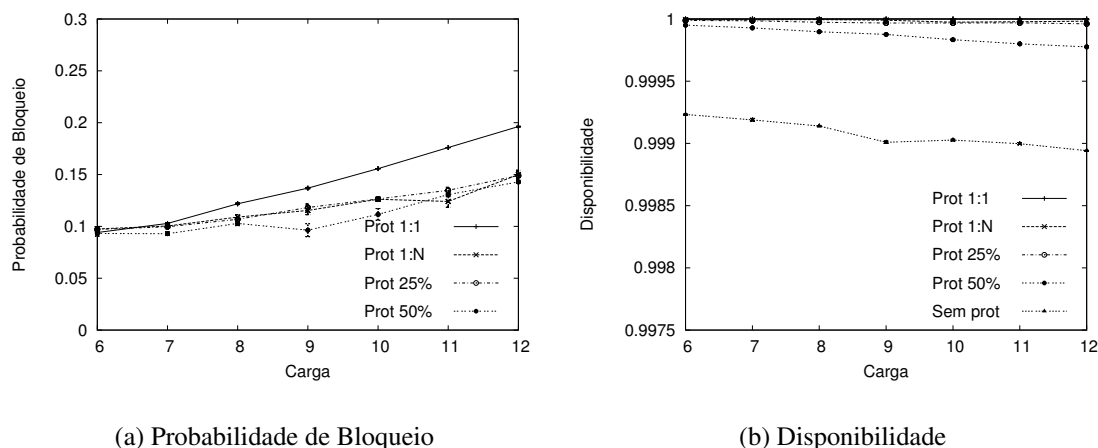 0.3
0.25
0.2
0.15
0.1
0.05
0
Probabilidade de Bloqueio
6 7 8 9 10 11 12
Carga
Prot 1:1
Prot 1:N
Prot 25%
Prot 50%
(a) Probabilidade de Bloqueio
1
0.9995
0.999
0.9985
0.998
0.9975
Disponibilidade
6 7 8 9 10 11 12
Carga
Prot 1:1
Prot 1:N
Prot 25%
Prot 50%
Sem prot
(b) Disponibilidade